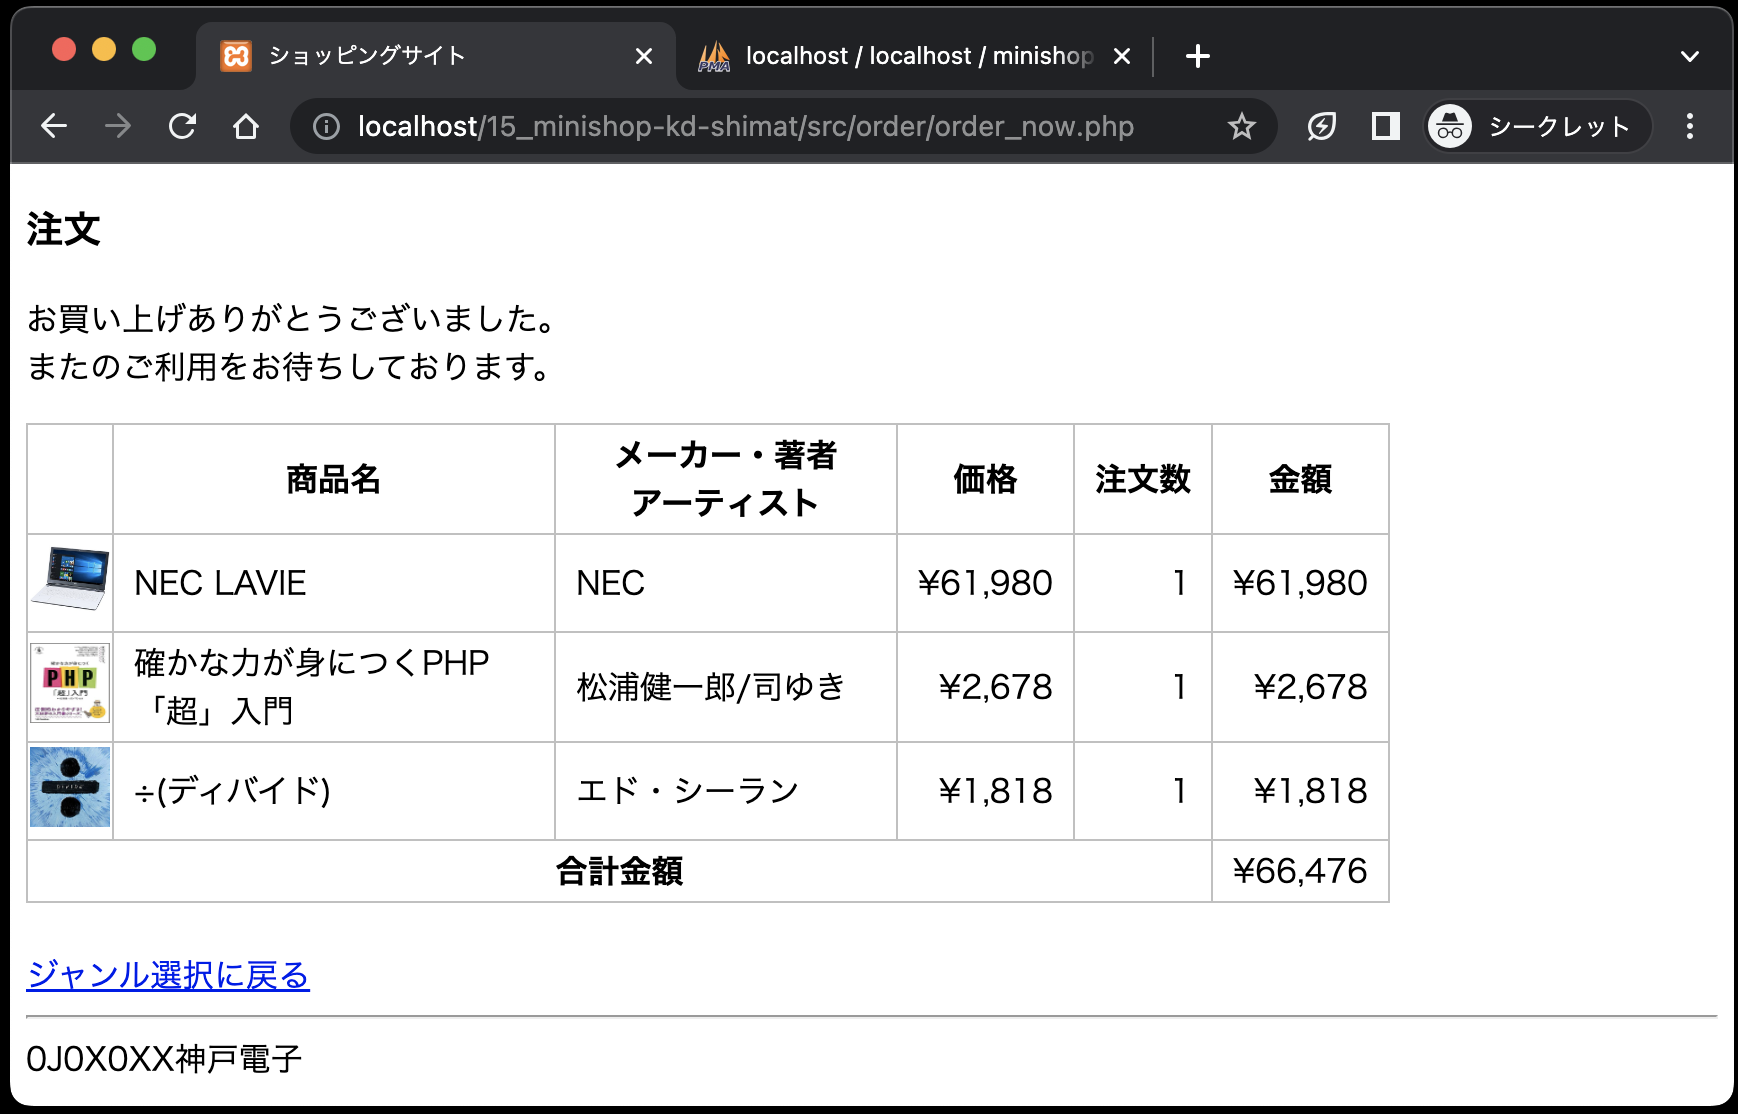 ショッピングサイト
localhost / localhost / minishop
localhost/15_minishop-kd-shimat/src/order/order_now.php
シークレット
注文
お買い上げありがとうございました。
またのご利用をお待ちしております。
商品名 メーカー・著者 価格 注文数 金額
アーティスト
NEC LAVIE NEC ¥61,980 1 ¥61,980
確かな力が身につくPHP
「超」入門 松浦健一郎/司ゆき ¥2,678 1 ¥2,678
÷(ディバイド) エド・シーラン ¥1,818 1 ¥1,818
合計金額 ¥66,476
ジャンル選択に戻る
0J0X0XX神戸電子
PMA
PHP
「超」入門